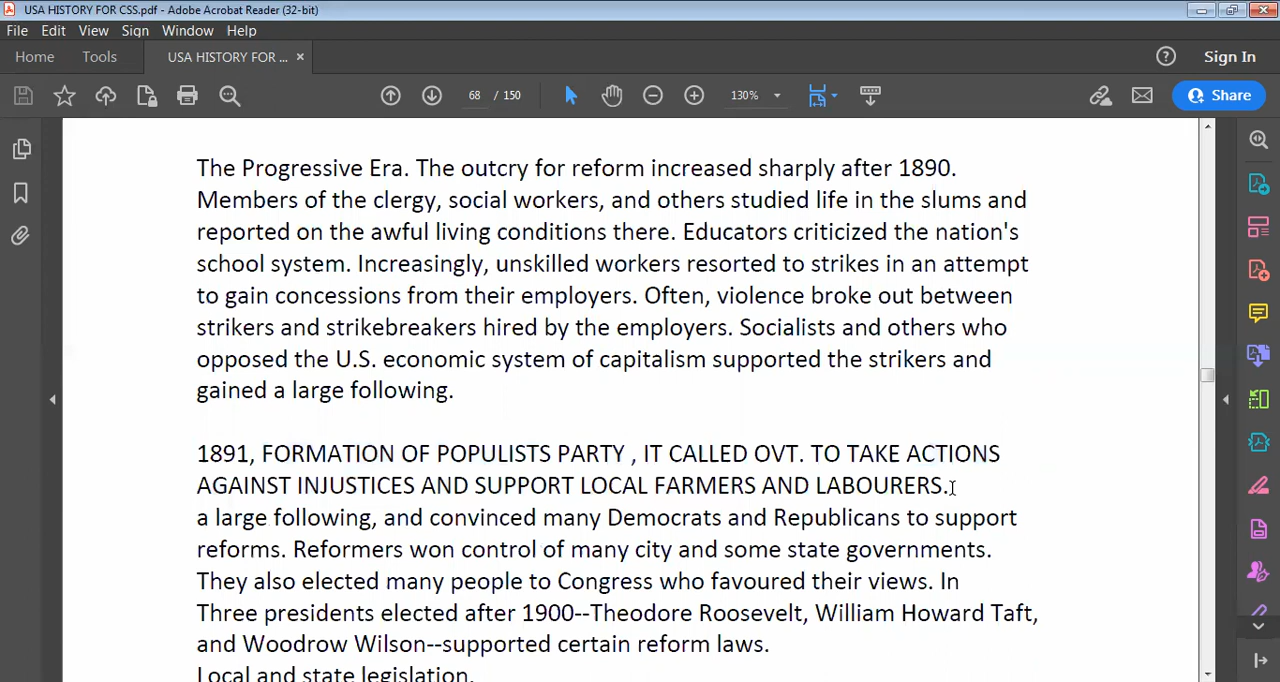 USA HISTORY FOR CSS.pdf - Adobe Acrobat Reader (32-bit)
File Edit View Sign Window Help
Home Tools USA HISTORY FOR ... × Sign In
68 / 150 130% Share
The Progressive Era. The outcry for reform increased sharply after 1890.
Members of the clergy, social workers, and others studied life in the slums and
reported on the awful living conditions there. Educators criticized the nation's
school system. Increasingly, unskilled workers resorted to strikes in an attempt
to gain concessions from their employers. Often, violence broke out between
strikers and strikebreakers hired by the employers. Socialists and others who
opposed the U.S. economic system of capitalism supported the strikers and
gained a large following.
1891, FORMATION OF POPULISTS PARTY , IT CALLED OVT. TO TAKE ACTIONS
AGAINST INJUSTICES AND SUPPORT LOCAL FARMERS AND LABOURERS.
a large following, and convinced many Democrats and Republicans to support
reforms. Reformers won control of many city and some state governments.
They also elected many people to Congress who favoured their views. In
Three presidents elected after 1900--Theodore Roosevelt, William Howard Taft,
and Woodrow Wilson--supported certain reform laws.
Local and state legislation.